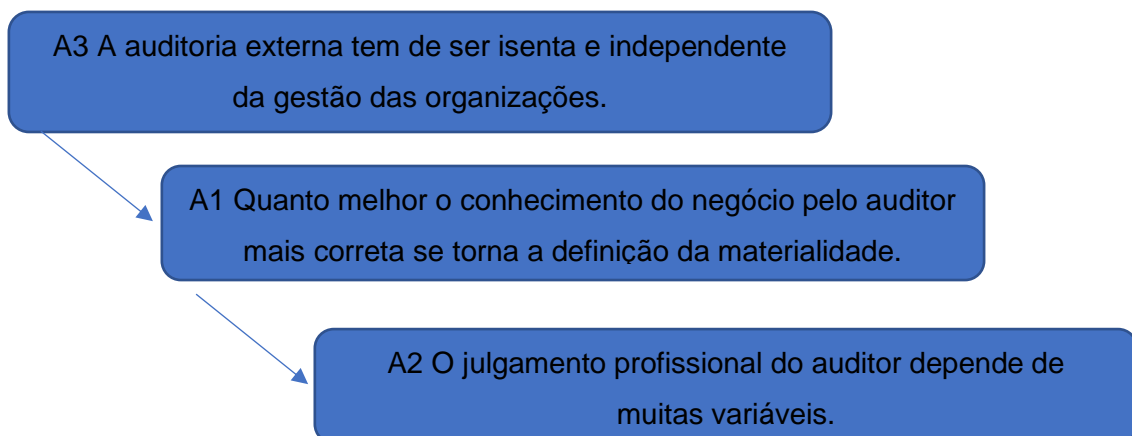 A3 A auditoria externa tem de ser isenta e independente
da gestão das organizações.
A1 Quanto melhor o conhecimento do negócio pelo auditor
mais correta se torna a definição da materialidade.
A2 O julgamento profissional do auditor depende de
muitas variáveis.